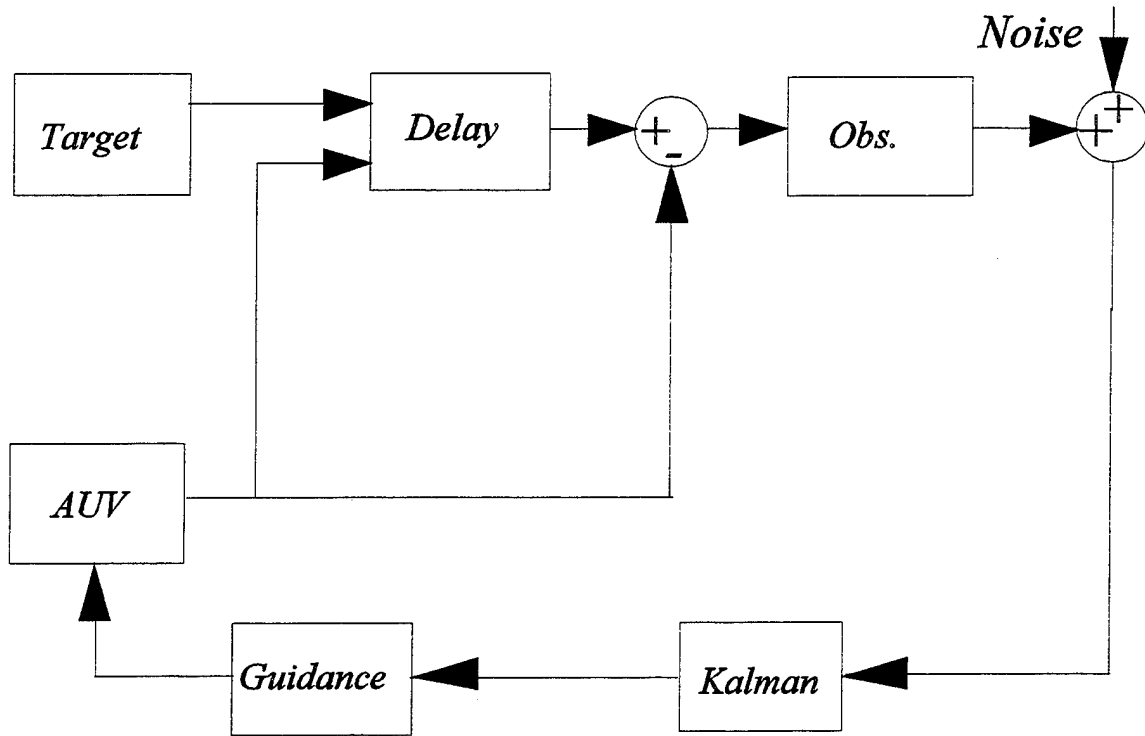 Noise
Target
Delay
+
-
Obs.
+
+
AUV
Guidance
Kalman